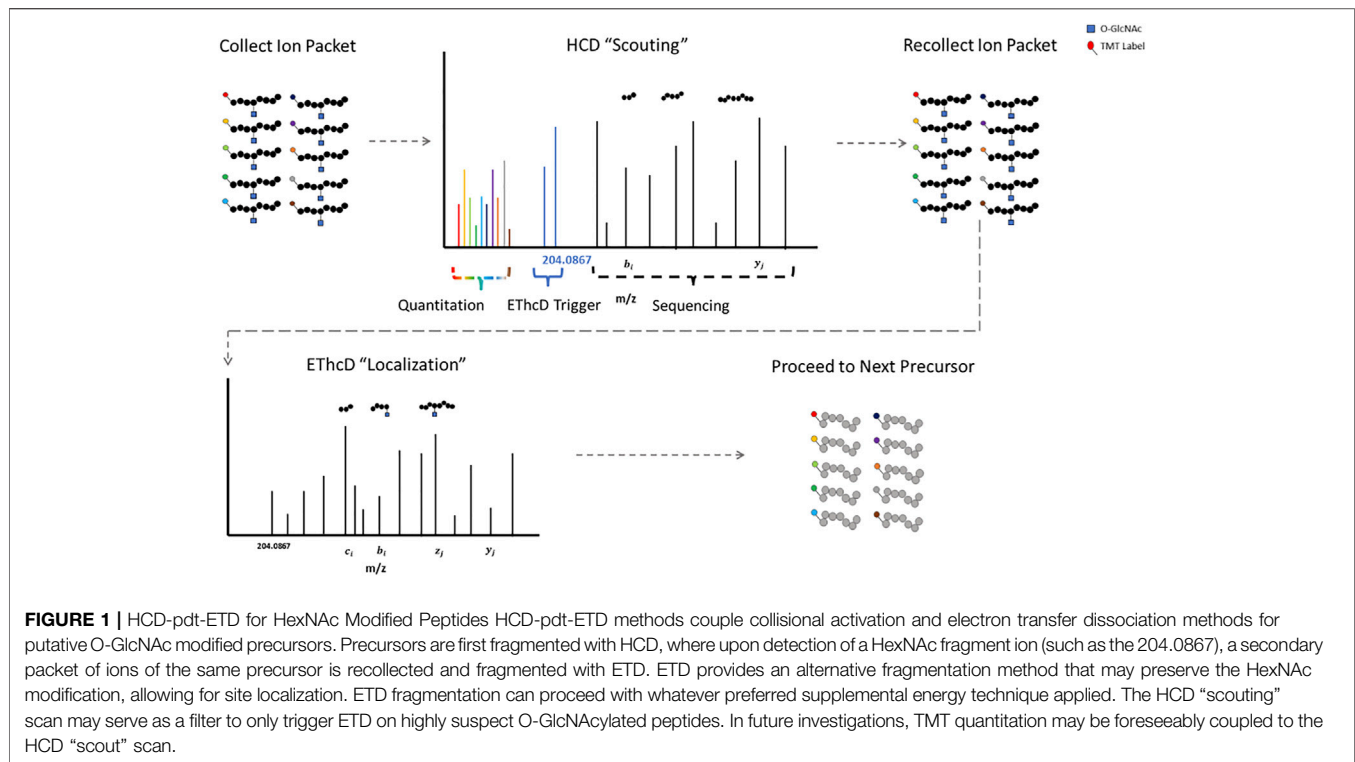 Collect Ion Packet
HCD “Scouting”
Recollect Ion Packet
O-GlcNAc
TMT Label
204.0867
b_i
y_j
Quantitation
EThcD Trigger
m/z
Sequencing
EThcD “Localization”
Proceed to Next Precursor
204.0867
c_i
b_i
z_j
y_j
m/z
FIGURE 1 | HCD-pdt-ETD for HexNAc Modified Peptides HCD-pdt-ETD methods couple collisional activation and electron transfer dissociation methods for
putative O-GlcNAc modified precursors. Precursors are first fragmented with HCD, where upon detection of a HexNAc fragment ion (such as the 204.0867), a secondary
packet of ions of the same precursor is recollected and fragmented with ETD. ETD provides an alternative fragmentation method that may preserve the HexNAc
modification, allowing for site localization. ETD fragmentation can proceed with whatever preferred supplemental energy technique applied. The HCD “scouting”
scan may serve as a filter to only trigger ETD on highly suspect O-GlcNAcylated peptides. In future investigations, TMT quantitation may be foreseeably coupled to the
HCD “scout” scan.